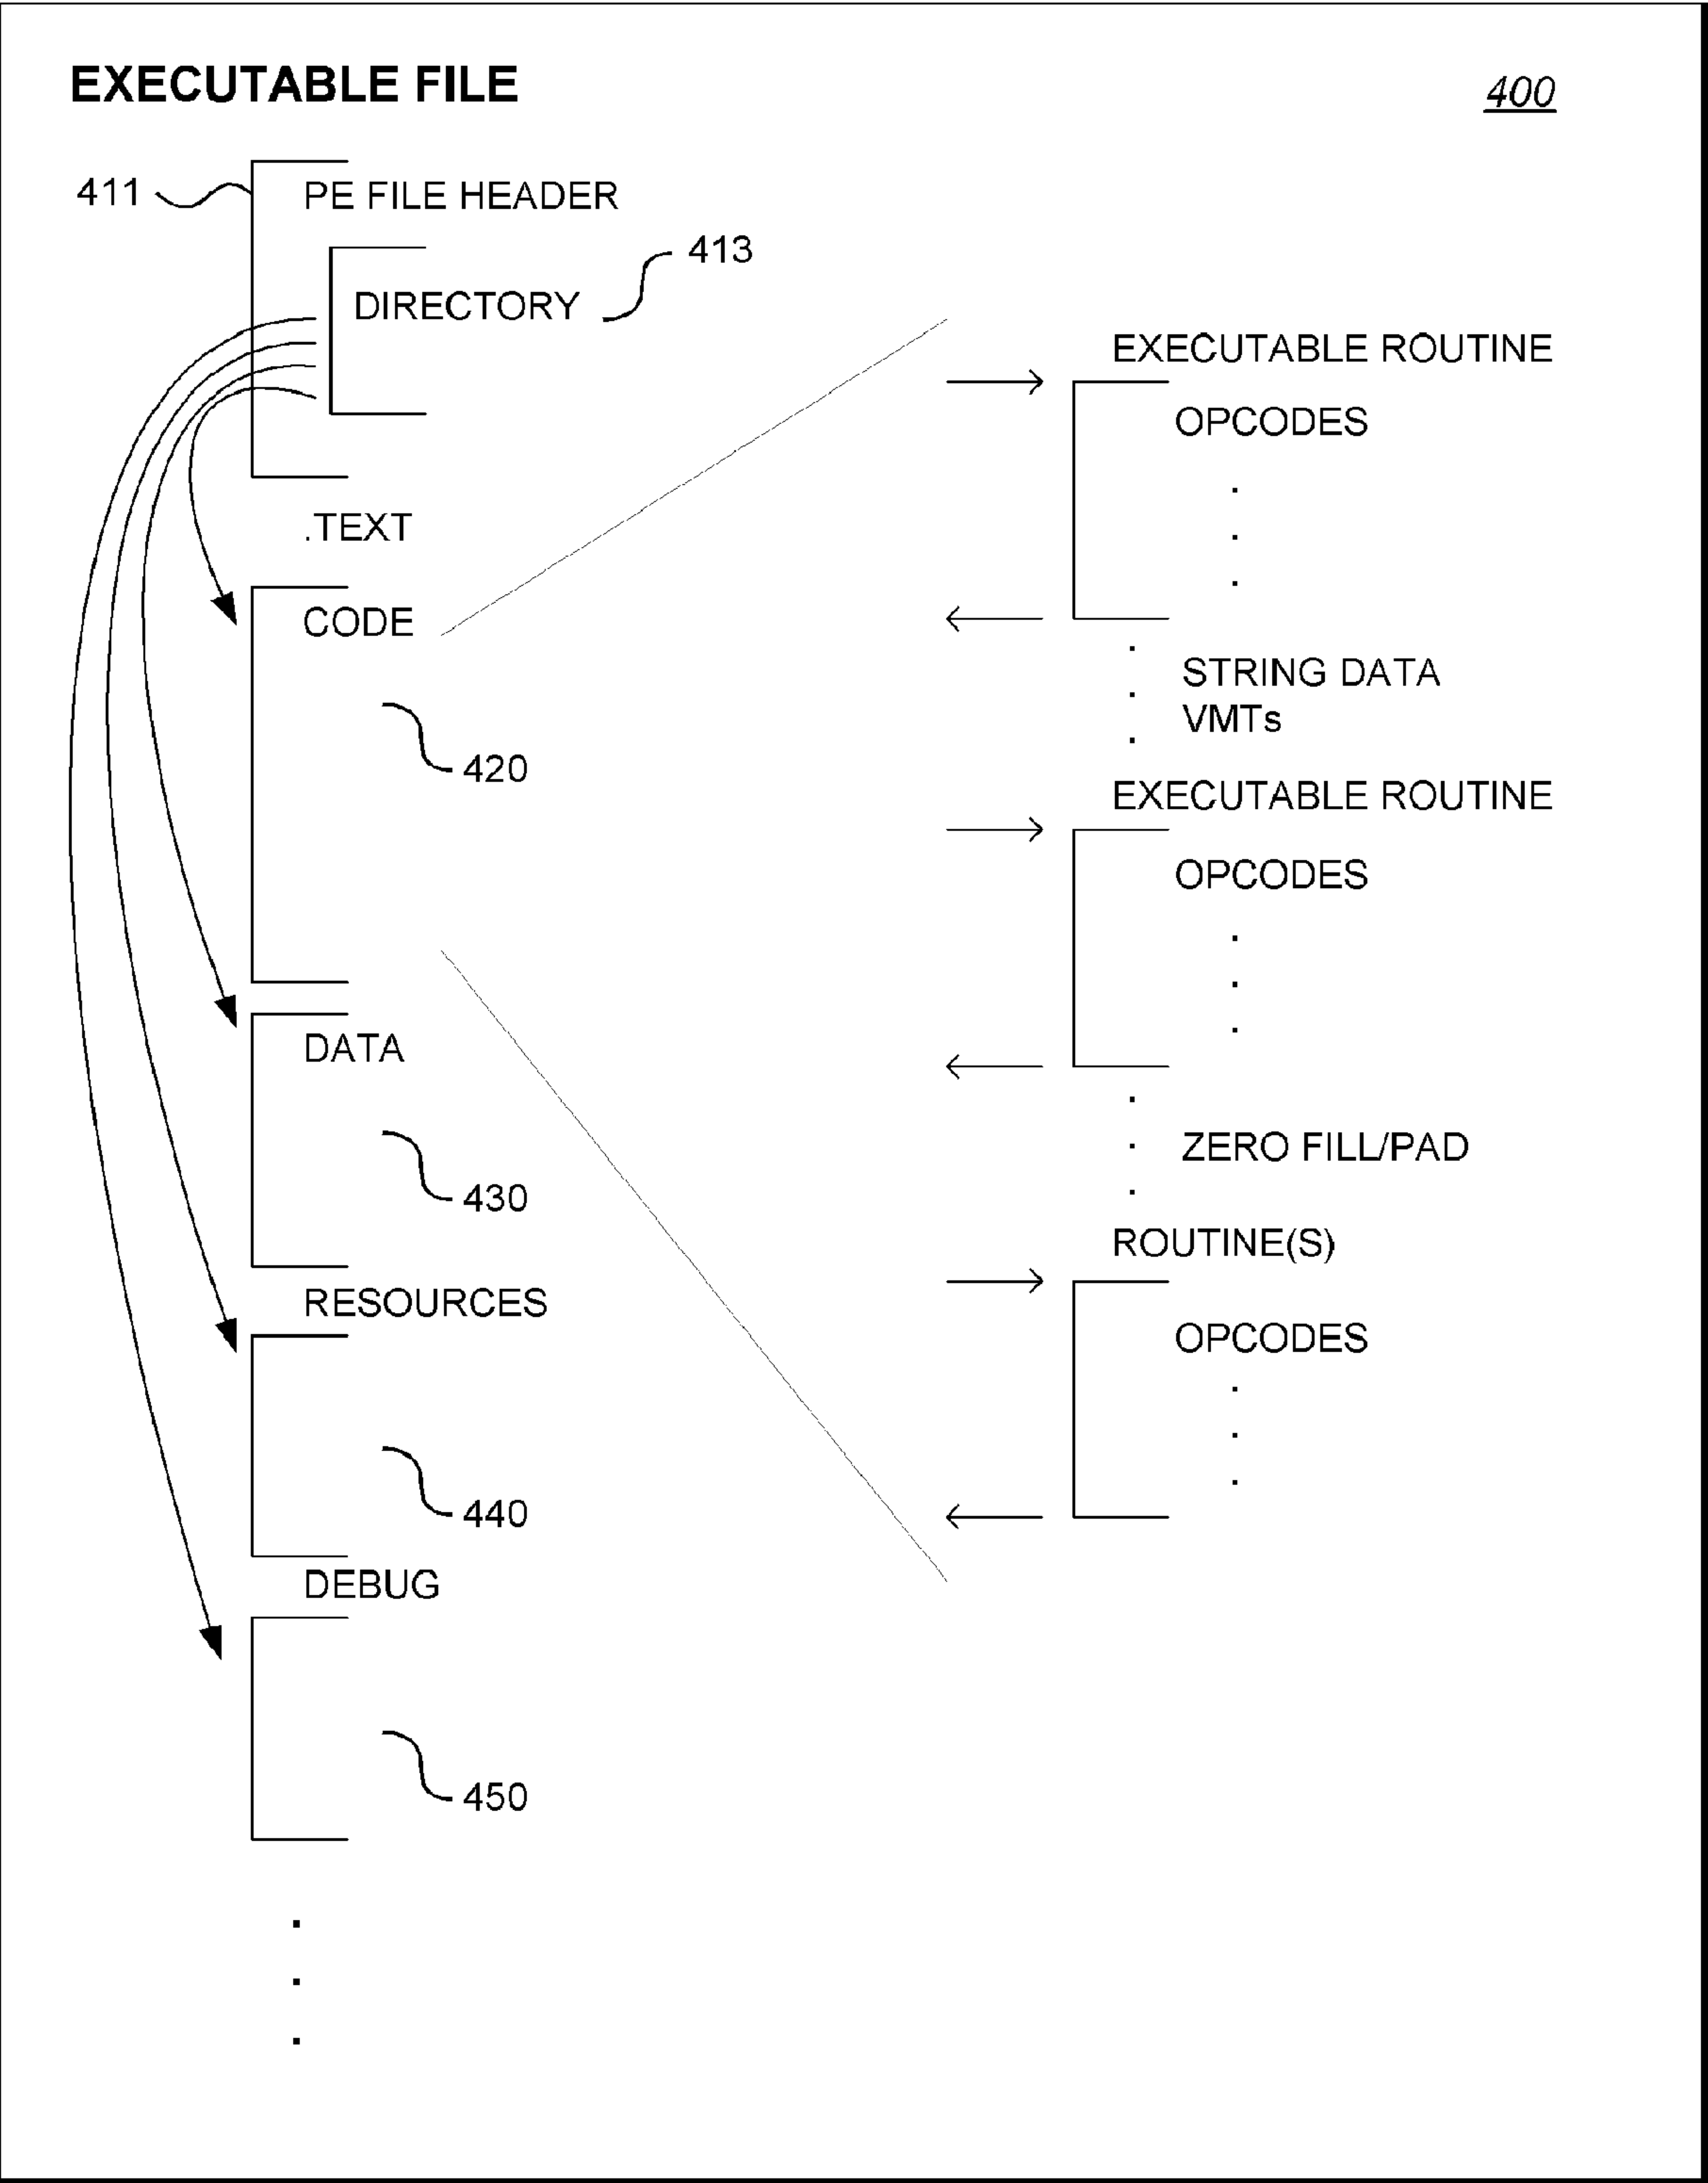 EXECUTABLE FILE
400
411
PE FILE HEADER
413
DIRECTORY
.TEXT
CODE
420
DATA
430
RESOURCES
440
DEBUG
450
EXECUTABLE ROUTINE
OPCODES
STRING DATA
VMTs
EXECUTABLE ROUTINE
OPCODES
ZERO FILL/PAD
ROUTINE(S)
OPCODES